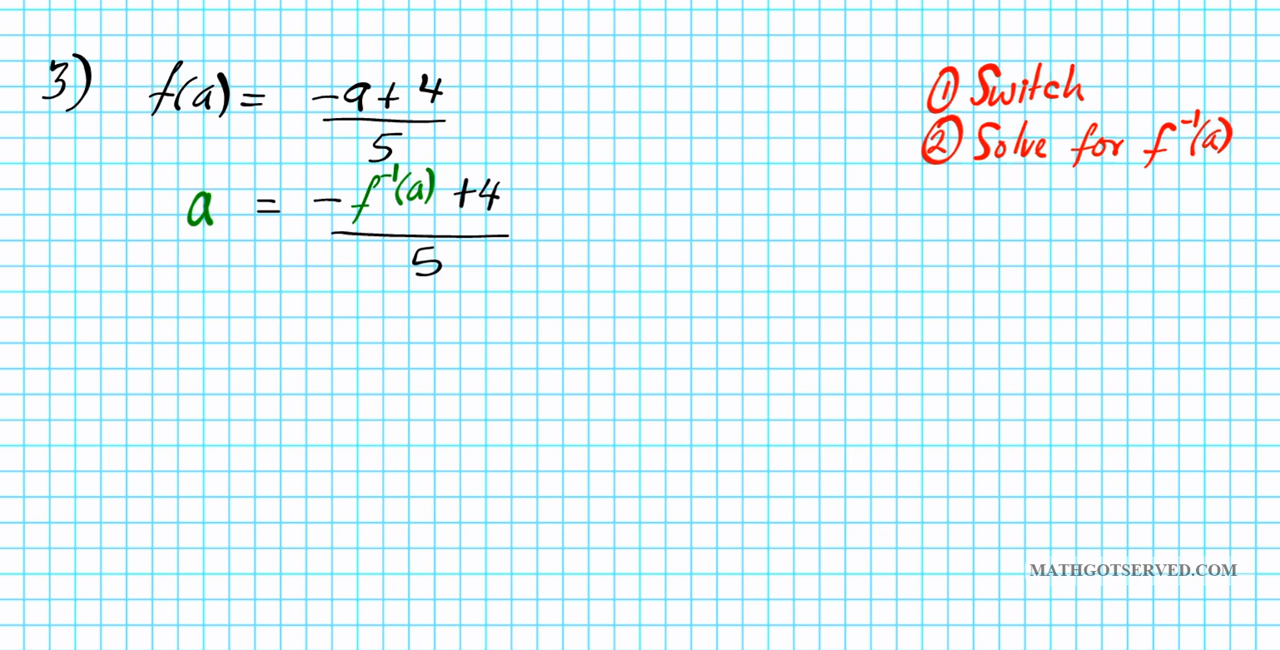 3) f(a) = (-a + 4)/5
① Switch
② Solve for f⁻¹(a)
a = (-f⁻¹(a) + 4)/5
MATHGOTSERVED.COM